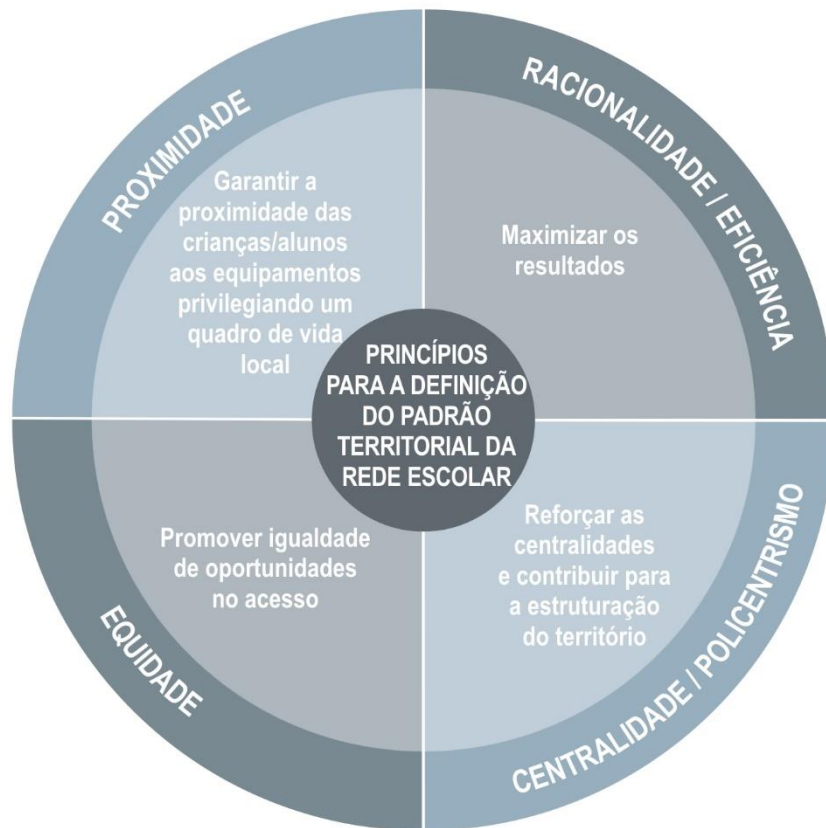 PROXIMIDADE
Garantir a
proximidade das
crianças/alunos
aos equipamentos
privilegiando um
quadro de vida
local
RACIONALIDADE / EFICIÊNCIA
Maximizar os
resultados
PRINCÍPIOS
PARA A DEFINIÇÃO
DO PADRÃO
TERRITORIAL DA
REDE ESCOLAR
EQUIDADE
Promover igualdade
de oportunidades
no acesso
CENTRALIDADE / POLICENTRISMO
Reforçar as
centralidades
e contribuir para
a estruturação
do território